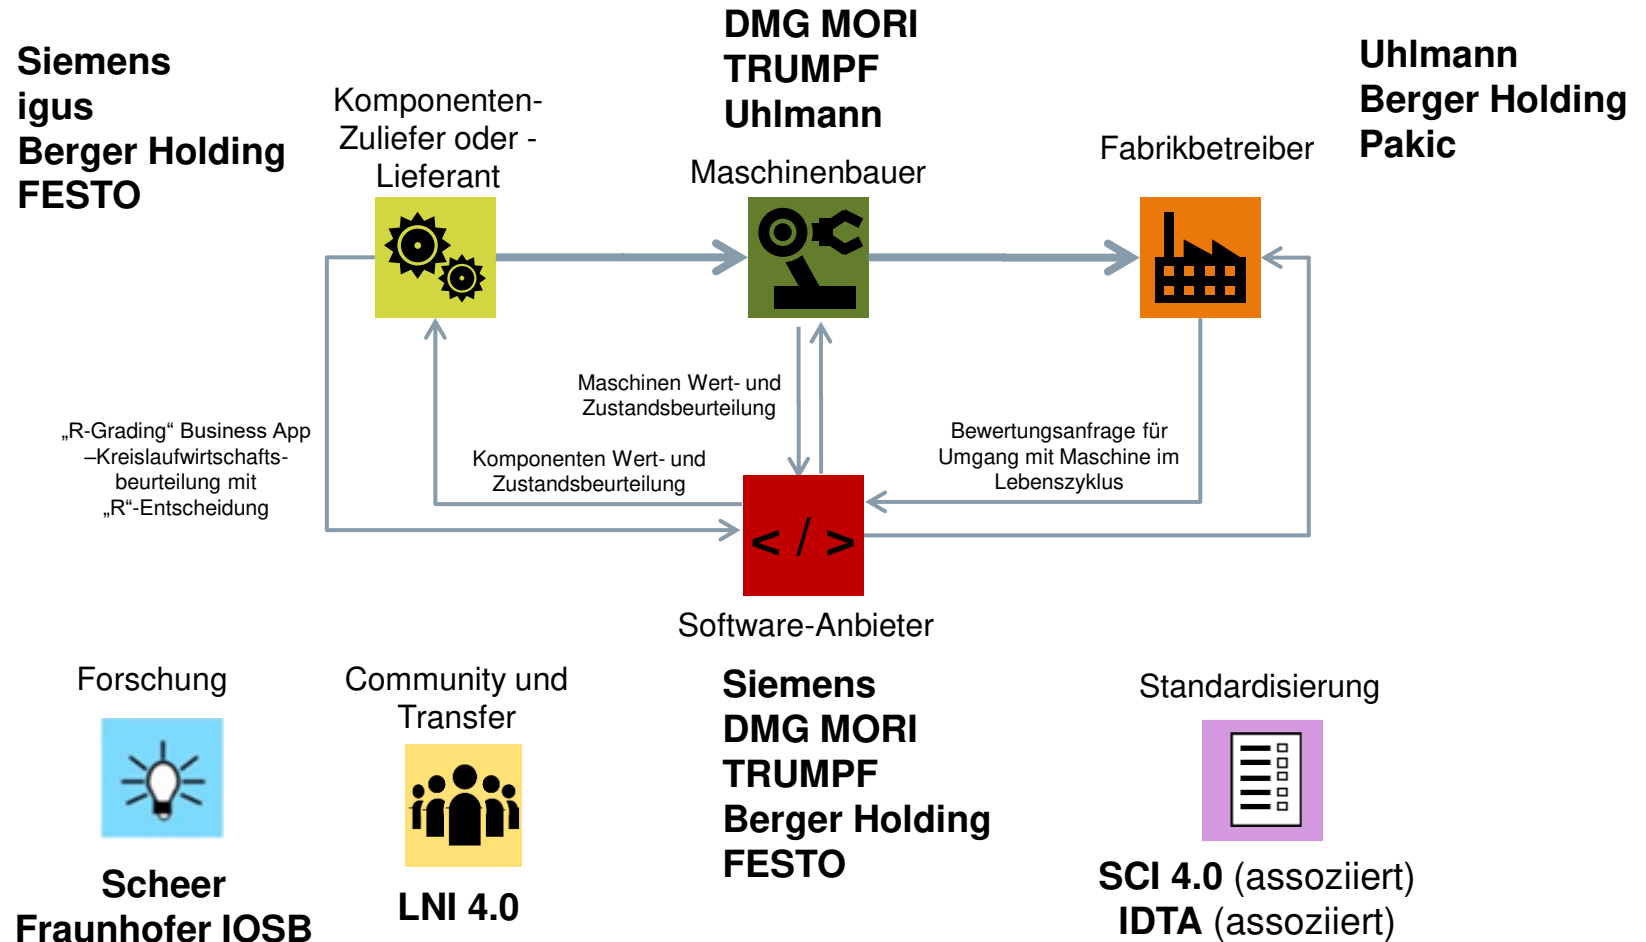 Siemens
igus
Berger Holding
FESTO
Komponenten-
Zuliefer oder -
Lieferant
DMG MORI
TRUMPF
Uhlmann
Maschinenbauer
Fabrikbetreiber
Uhlmann
Berger Holding
Pakic
„R-Grading“ Business App
–Kreislaufwirtschafts-
beurteilung mit
„R“-Entscheidung
Komponenten Wert- und
Zustandsbeurteilung
Maschinen Wert- und
Zustandsbeurteilung
Bewertungsanfrage für
Umgang mit Maschine im
Lebenszyklus
< / >
Software-Anbieter
Siemens
DMG MORI
TRUMPF
Berger Holding
FESTO
Forschung
Scheer
Fraunhofer IOSB
Community und
Transfer
LNI 4.0
Standardisierung
SCI 4.0 (assoziiert)
IDTA (assoziiert)